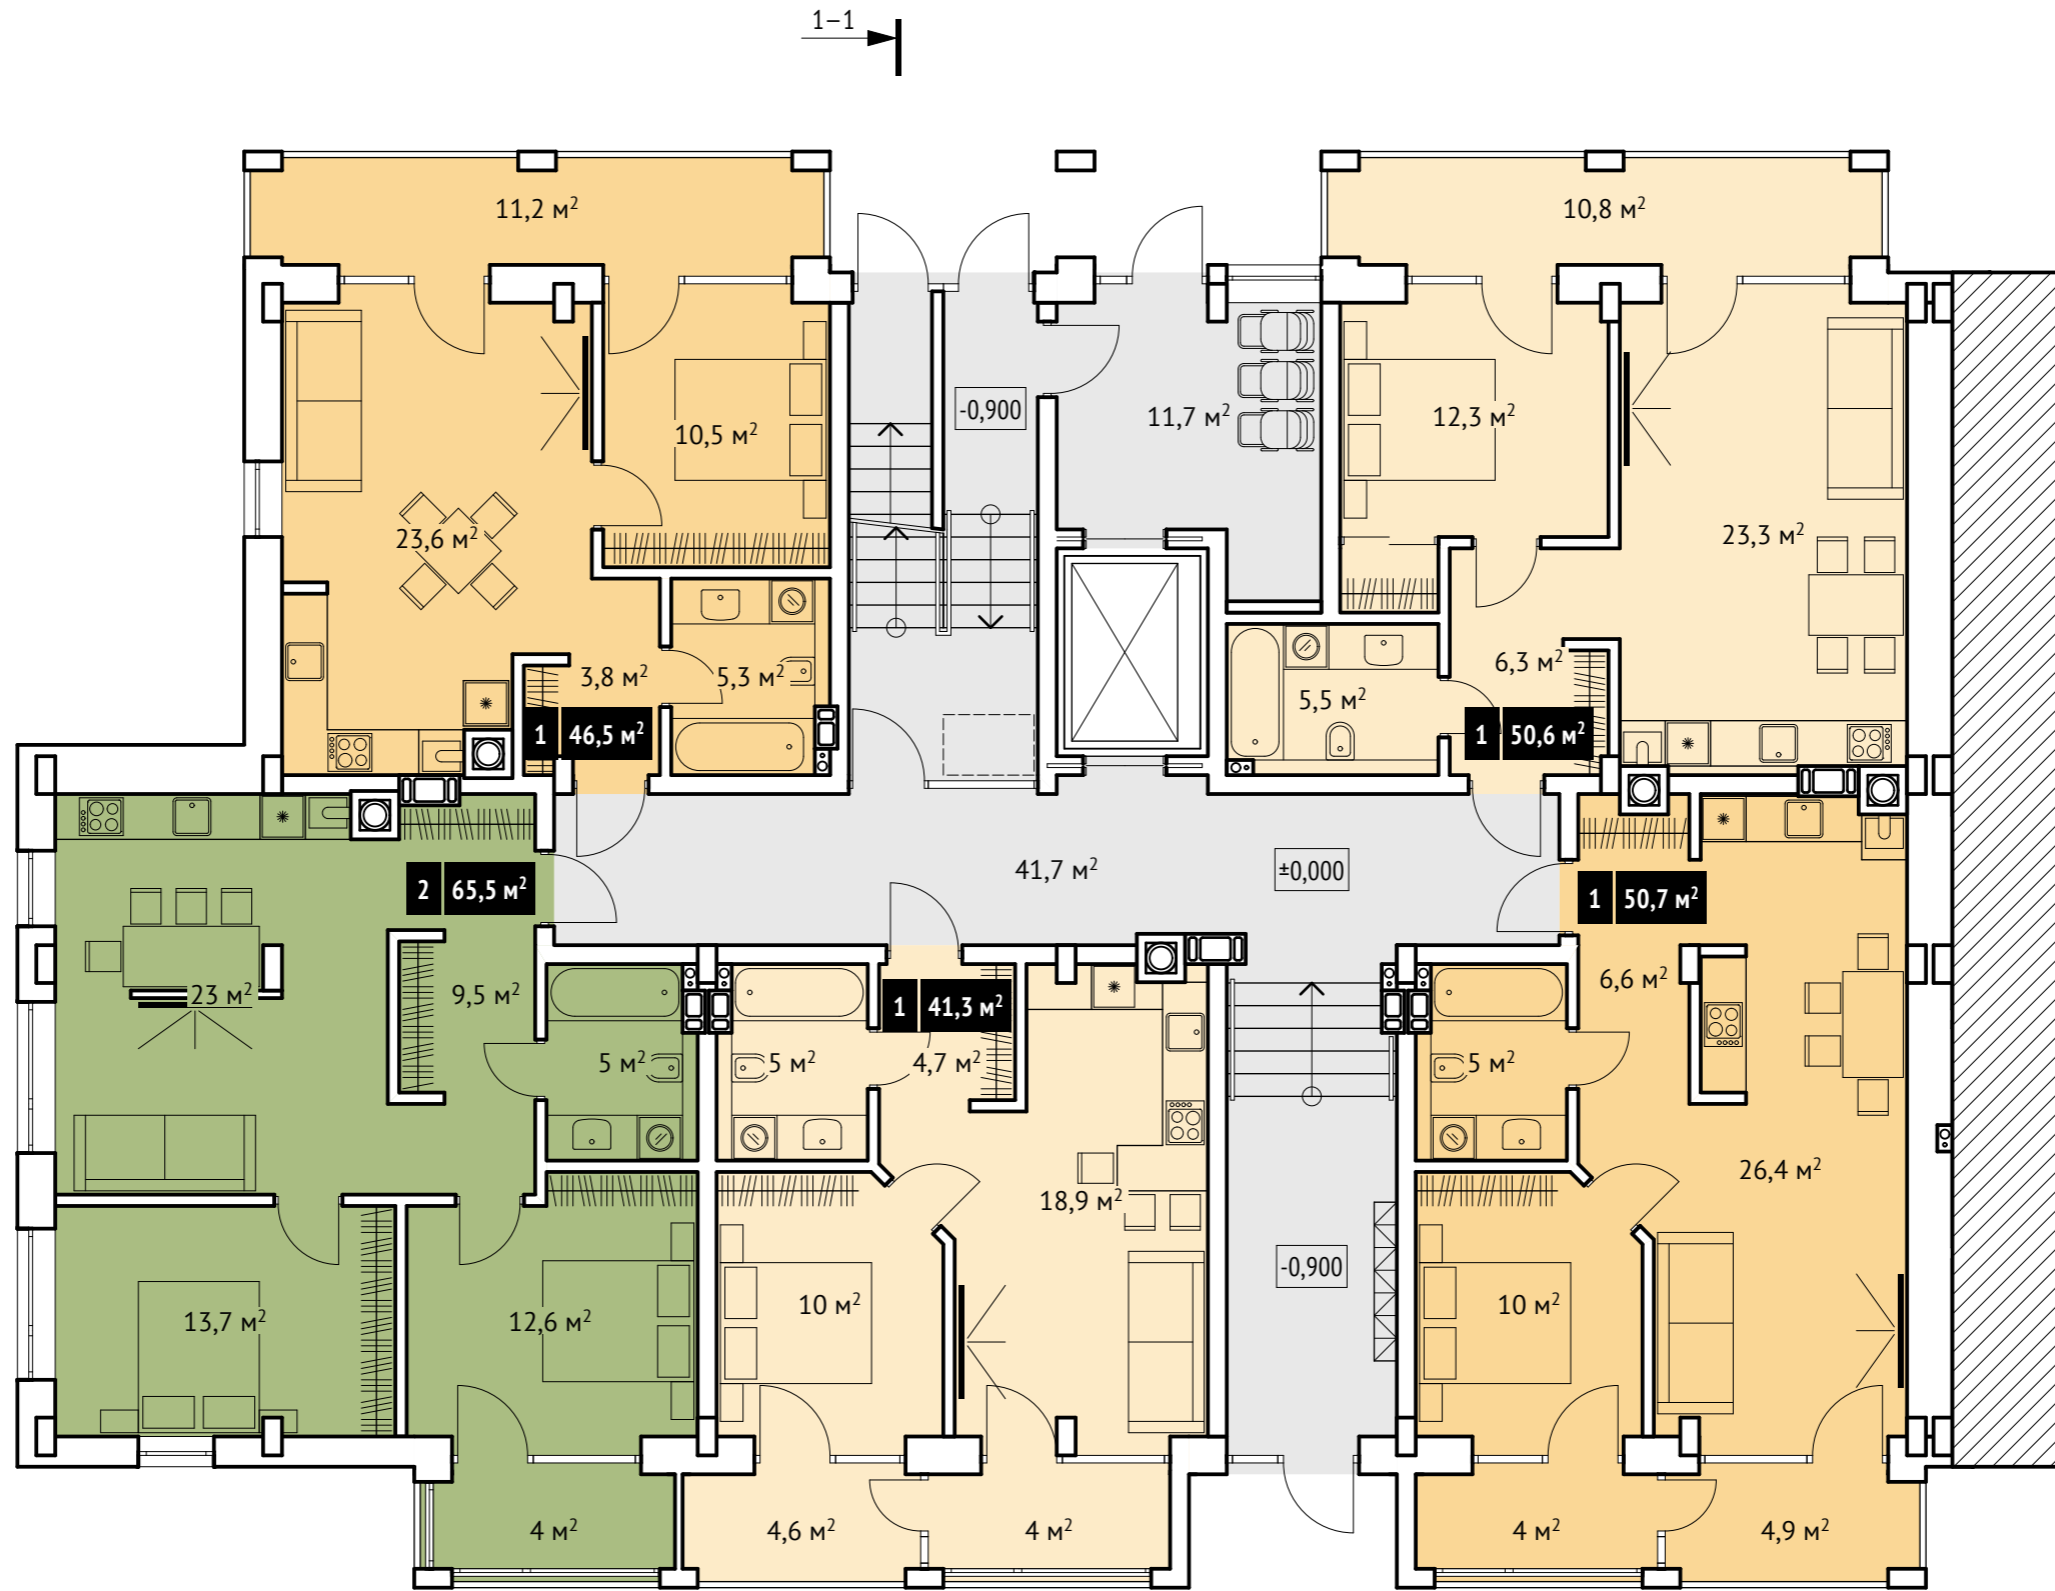 1–1
11,2 м²
10,8 м²
-0,900
11,7 м²
12,3 м²
10,5 м²
23,6 м²
23,3 м²
3,8 м²
5,3 м²
6,3 м²
5,5 м²
1 46,5 м²
1 50,6 м²
41,7 м²
±0,000
2 65,5 м²
1 50,7 м²
23 м²
9,5 м²
1 41,3 м²
6,6 м²
5 м²
5 м²
4,7 м²
5 м²
26,4 м²
18,9 м²
-0,900
13,7 м²
12,6 м²
10 м²
10 м²
4 м²
4,6 м²
4 м²
4 м²
4,9 м²